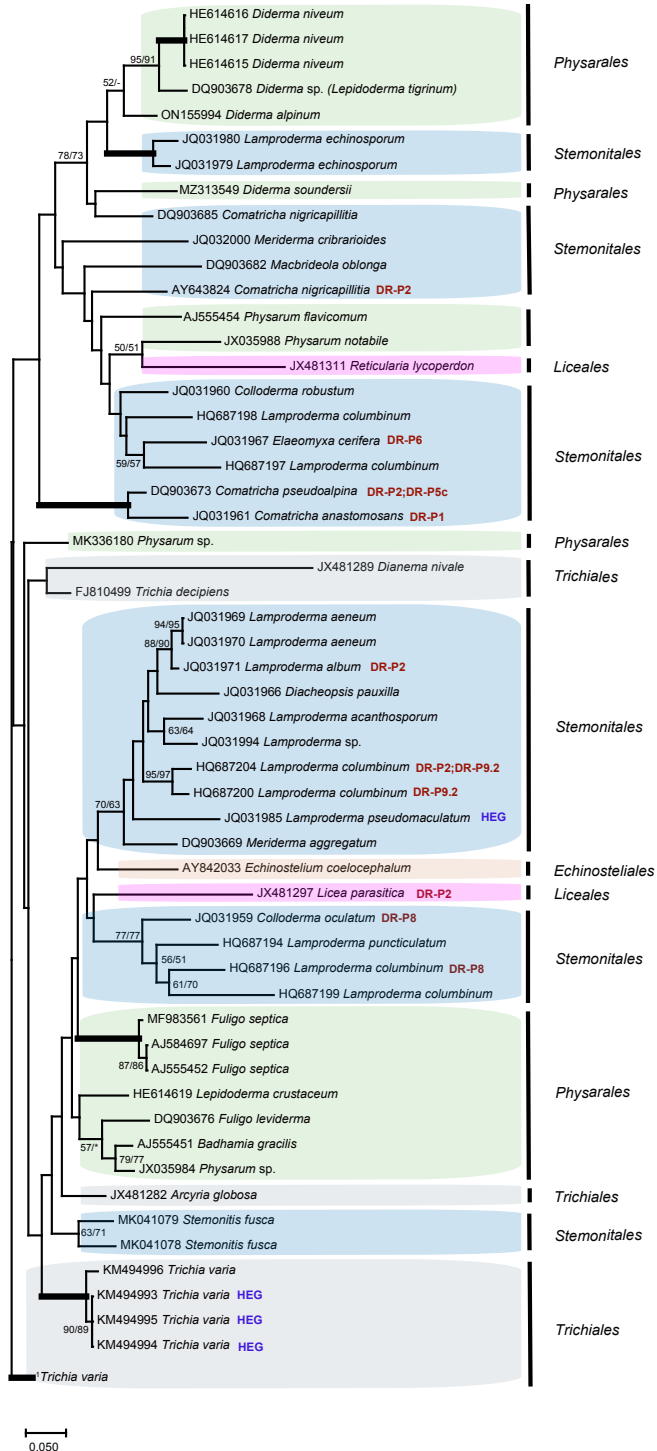 HE614616 Diderma niveum
HE614617 Diderma niveum
HE614615 Diderma niveum
95/91
Physarales
52/-
DQ903678 Diderma sp. (Lepidoderma tigrinum)
ON155994 Diderma alpinum
JQ031980 Lamproderma echinosporum
78/73
Stemonitales
JQ031979 Lamproderma echinosporum
MZ313549 Diderma soundersii
Physarales
DQ903685 Comatricha nigricapillitia
JQ032000 Meriderma cribrarioides
Stemonitales
DQ903682 Macbrideola oblonga
AY643824 Comatricha nigricapillitia DR-P2
AJ555454 Physarum flavicomum
JX035988 Physarum notabile
50/51
JX481311 Reticularia lycoperdon
Liceales
JQ031960 Colloderma robustum
HQ687198 Lamproderma columbinum
JQ031967 Elaeomyxa cerifera DR-P6
Stemonitales
59/57
HQ687197 Lamproderma columbinum
DQ903673 Comatricha pseudoalpina DR-P2;DR-P5c
JQ031961 Comatricha anastomosans DR-P1
MK336180 Physarum sp.
Physarales
JX481289 Dianema nivale
Trichiales
FJ810499 Trichia decipiens
JQ031969 Lamproderma aeneum
94/95
88/90
JQ031970 Lamproderma aeneum
JQ031971 Lamproderma album DR-P2
JQ031966 Diacheopsis pauxilla
JQ031968 Lamproderma acanthosporum
Stemonitales
63/64
JQ031994 Lamproderma sp.
HQ687204 Lamproderma columbinum DR-P2;DR-P9.2
95/97
HQ687200 Lamproderma columbinum DR-P9.2
70/63
JQ031985 Lamproderma pseudomaculatum HEG
DQ903669 Meriderma aggregatum
AY842033 Echinostelium coelocephalum
Echinosteliales
JX481297 Licea parasitica DR-P2
Liceales
JQ031959 Colloderma oculatum DR-P8
77/77
HQ687194 Lamproderma puncticulatum
Stemonitales
56/51
HQ687196 Lamproderma columbinum DR-P8
61/70
HQ687199 Lamproderma columbinum
MF983561 Fuligo septica
AJ584697 Fuligo septica
87/86
AJ555452 Fuligo septica
HE614619 Lepidoderma crustaceum
Physarales
DQ903676 Fuligo leviderma
57/*
AJ555451 Badhamia gracilis
79/77
JX035984 Physarum sp.
JX481282 Arcyria globosa
Trichiales
MK041079 Stemonitis fusca
63/71
Stemonitales
MK041078 Stemonitis fusca
KM494996 Trichia varia
KM494993 Trichia varia HEG
KM494995 Trichia varia HEG
90/89
Trichiales
KM494994 Trichia varia HEG
¹Trichia varia
0.050